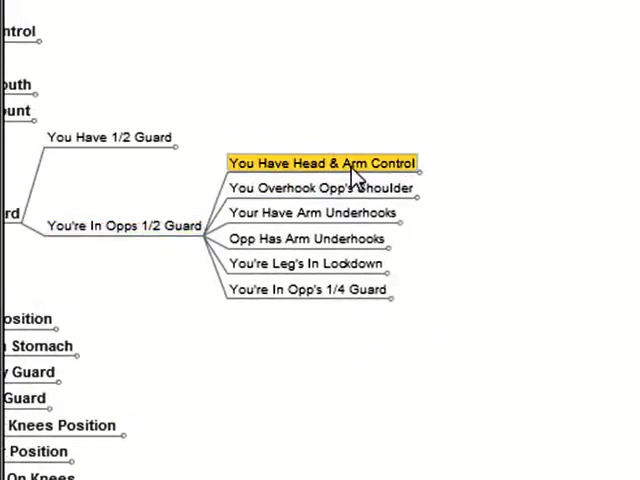 ntrol
outh
ount
You Have 1/2 Guard
You Have Head & Arm Control
You Overhook Opp's Shoulder
rd
Your Have Arm Underhooks
You're In Opps 1/2 Guard
Opp Has Arm Underhooks
You're Leg's In Lockdown
You're In Opp's 1/4 Guard
osition
n Stomach
y Guard
Guard
Knees Position
r Position
On Knees